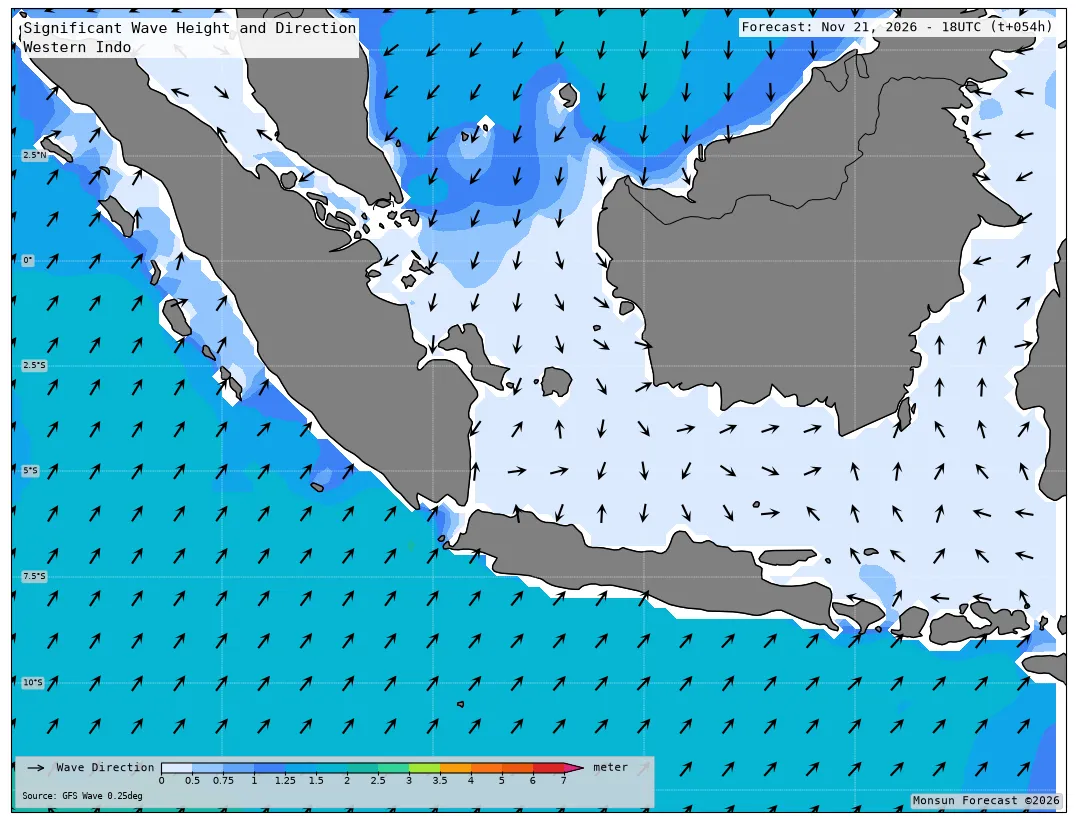 Significant Wave Height and Direction
Western Indo
Forecast: Nov 21, 2026 - 18UTC (t+054h)
2.5°N
0°
2.5°S
5°S
7.5°S
10°S
Wave Direction
meter
0 0.5 0.75 1 1.25 1.5 2 2.5 3 3.5 4 5 6 7
Source: GFS Wave 0.25deg
Monsun Forecast ©2026